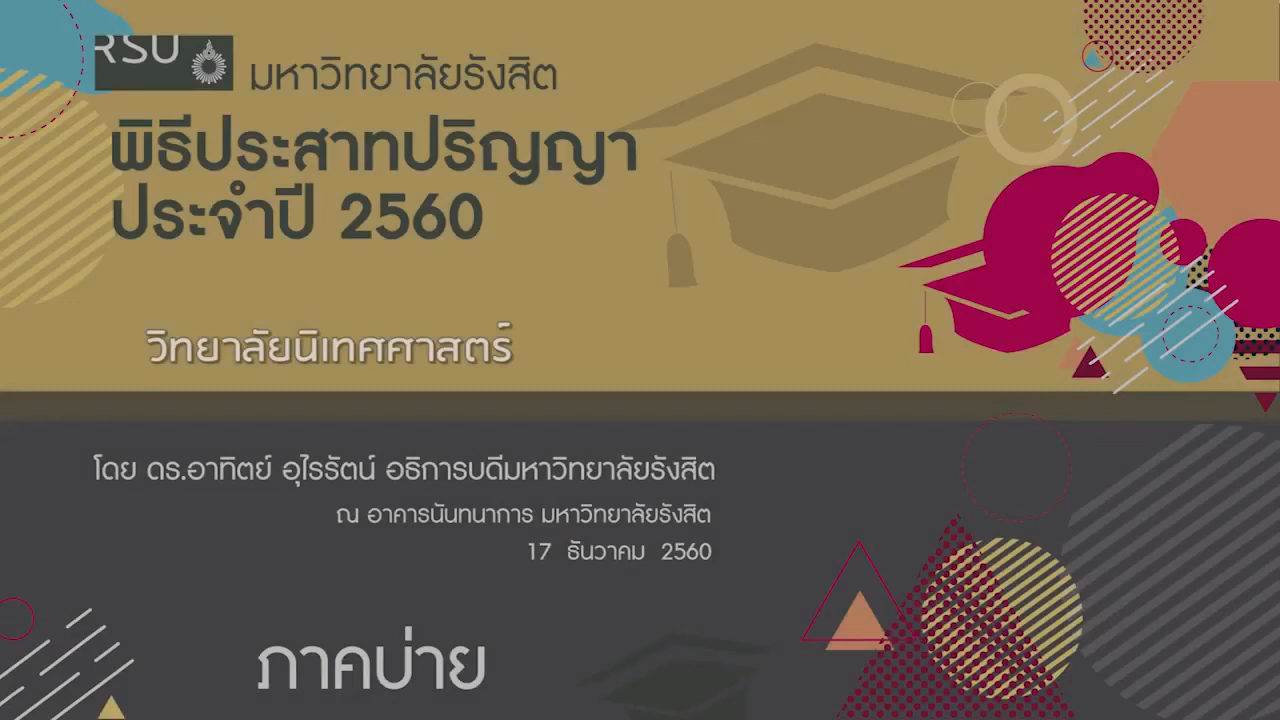 RSU
มหาวิทยาลัยรังสิต
พิธีประสาทปริญญา
ประจำปี 2560
วิทยาลัยนิเทศศาสตร์
โดย ดร.อาทิตย์ อุไรรัตน์ อธิการบดีมหาวิทยาลัยรังสิต
ณ อาคารนันทนาการ มหาวิทยาลัยรังสิต
17 ธันวาคม 2560
ภาคบ่าย